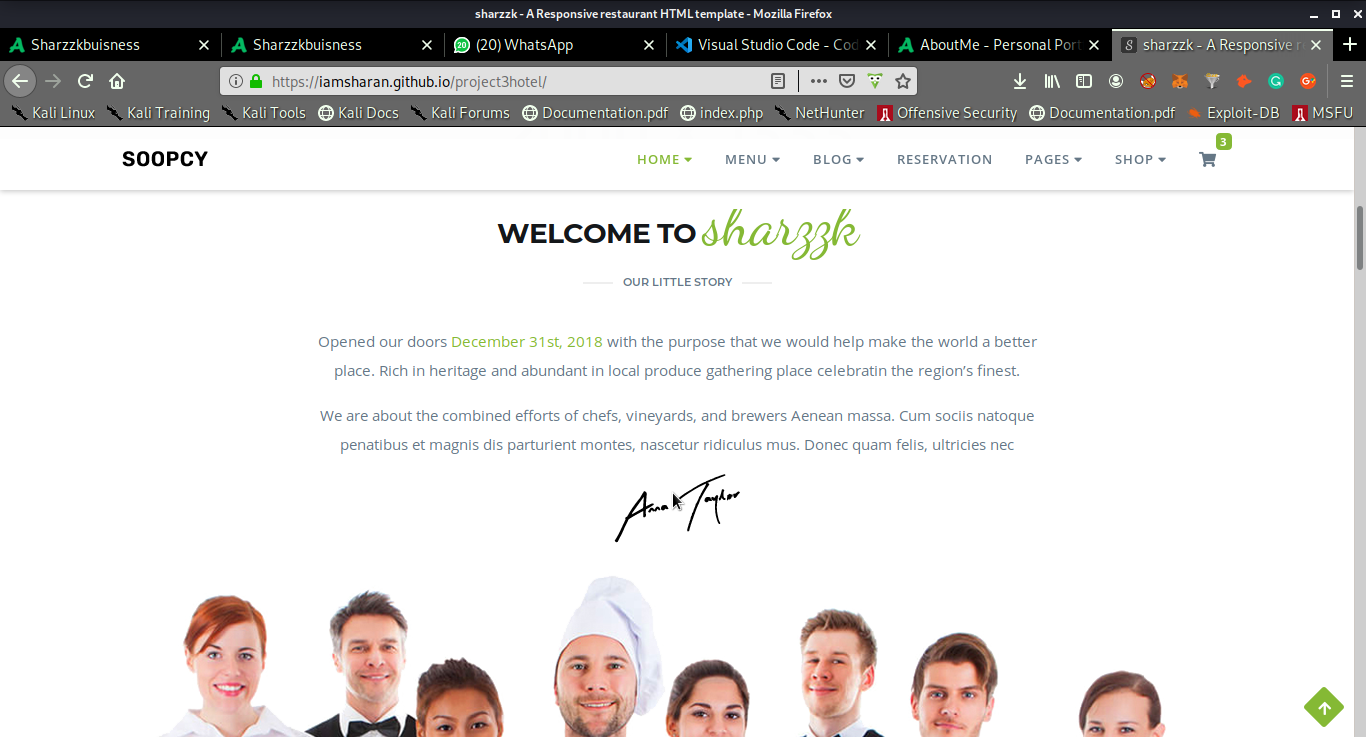 sharzzk - A Responsive restaurant HTML template - Mozilla Firefox
Sharzzkbuisness
Sharzzkbuisness
20
(20) WhatsApp
Visual Studio Code - Cod
AboutMe - Personal Port
sharzzk - A Responsive r
https://iamsharan.github.io/project3hotel/
Kali Linux
Kali Training
Kali Tools
Kali Docs
Kali Forums
Documentation.pdf
index.php
NetHunter
Offensive Security
Documentation.pdf
Exploit-DB
MSFU
SOOPCY
HOME
MENU
BLOG
RESERVATION
PAGES
SHOP
3
WELCOME TO sharzzk
OUR LITTLE STORY
Opened our doors December 31st, 2018 with the purpose that we would help make the world a better
place. Rich in heritage and abundant in local produce gathering place celebratin the region’s finest.
We are about the combined efforts of chefs, vineyards, and brewers Aenean massa. Cum sociis natoque
penatibus et magnis dis parturient montes, nascetur ridiculus mus. Donec quam felis, ultricies nec
Anna Taylor